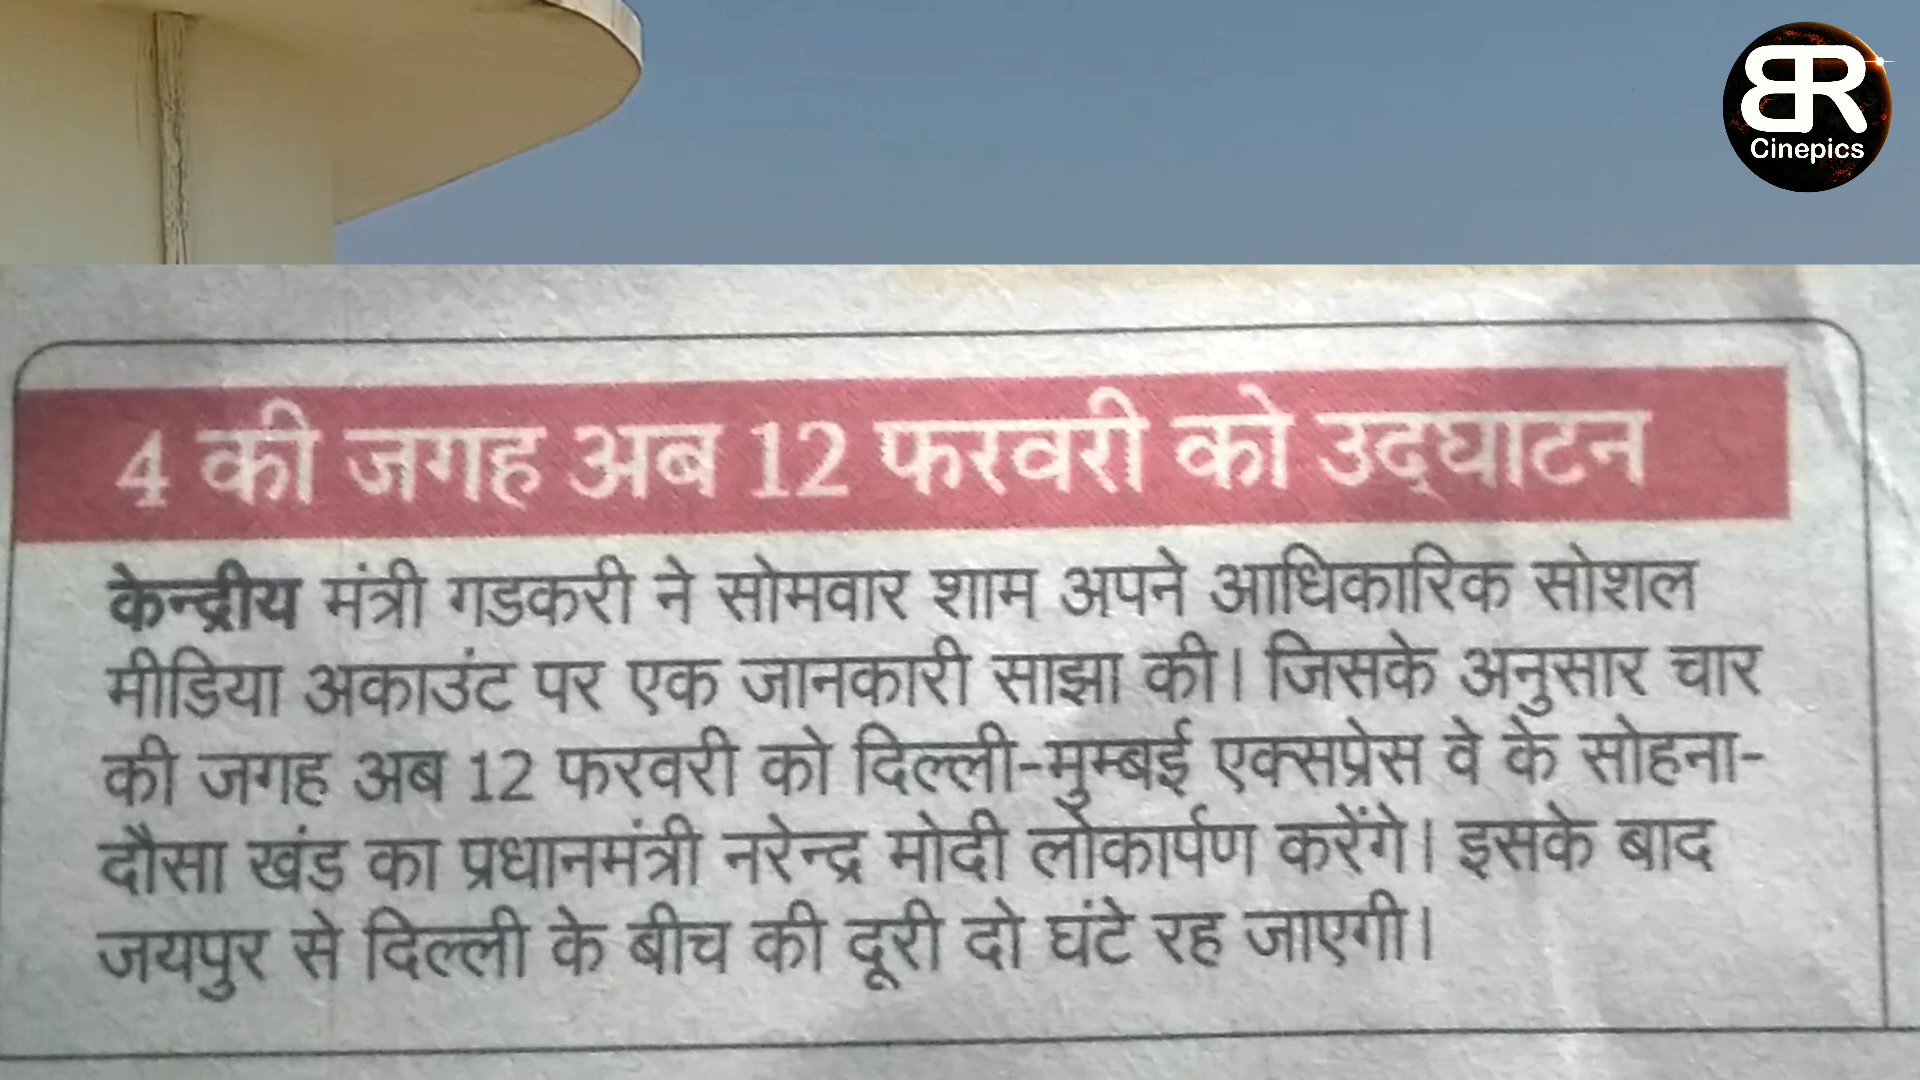 BR
Cinepics
4 की जगह अब 12 फरवरी को उद्घाटन
केन्द्रीय मंत्री गडकरी ने सोमवार शाम अपने आधिकारिक सोशल
मीडिया अकाउंट पर एक जानकारी साझा की। जिसके अनुसार चार
की जगह अब 12 फरवरी को दिल्ली-मुम्बई एक्सप्रेस वे के सोहना-
दौसा खंड का प्रधानमंत्री नरेन्द्र मोदी लोकार्पण करेंगे। इसके बाद
जयपुर से दिल्ली के बीच की दूरी दो घंटे रह जाएगी।